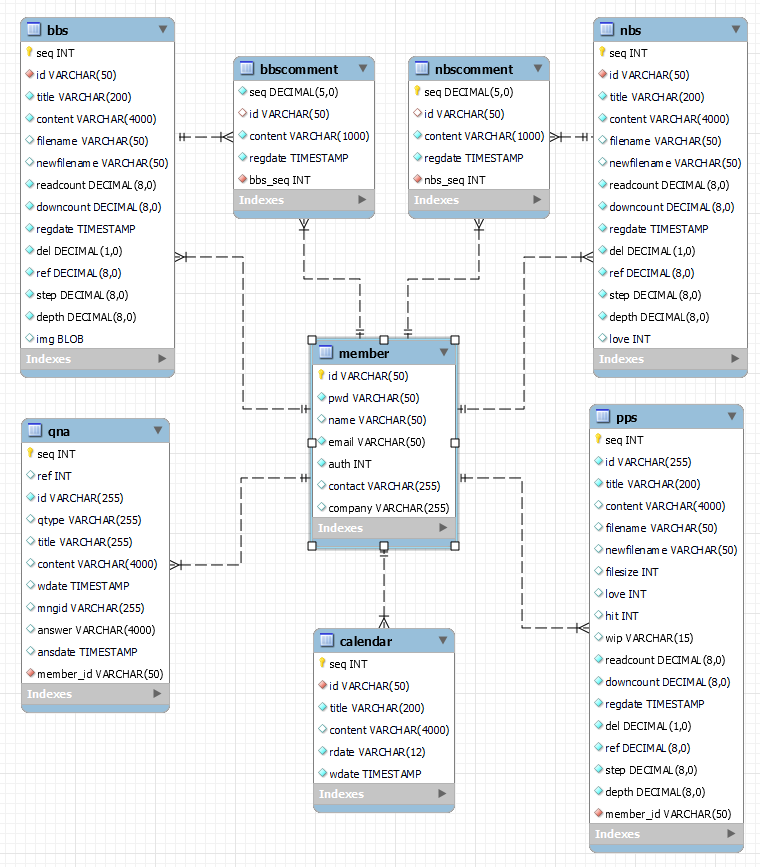 bbs
seq INT
id VARCHAR(50)
title VARCHAR(200)
content VARCHAR(4000)
filename VARCHAR(50)
newfilename VARCHAR(50)
readcount DECIMAL(8,0)
downcount DECIMAL(8,0)
regdate TIMESTAMP
del DECIMAL(1,0)
ref DECIMAL(8,0)
step DECIMAL(8,0)
depth DECIMAL(8,0)
img BLOB
Indexes
bbscomment
seq DECIMAL(5,0)
id VARCHAR(50)
content VARCHAR(1000)
regdate TIMESTAMP
bbs_seq INT
Indexes
nbscomment
seq DECIMAL(5,0)
id VARCHAR(50)
content VARCHAR(1000)
regdate TIMESTAMP
nbs_seq INT
Indexes
nbs
seq INT
id VARCHAR(50)
title VARCHAR(200)
content VARCHAR(4000)
filename VARCHAR(50)
newfilename VARCHAR(50)
readcount DECIMAL(8,0)
downcount DECIMAL(8,0)
regdate TIMESTAMP
del DECIMAL(1,0)
ref DECIMAL(8,0)
step DECIMAL(8,0)
depth DECIMAL(8,0)
love INT
Indexes
member
id VARCHAR(50)
pwd VARCHAR(50)
name VARCHAR(50)
email VARCHAR(50)
auth INT
contact VARCHAR(255)
company VARCHAR(255)
Indexes
qna
seq INT
ref INT
id VARCHAR(255)
qtype VARCHAR(255)
title VARCHAR(255)
content VARCHAR(4000)
wdate TIMESTAMP
mngid VARCHAR(255)
answer VARCHAR(4000)
ansdate TIMESTAMP
member_id VARCHAR(50)
Indexes
calendar
seq INT
id VARCHAR(50)
title VARCHAR(200)
content VARCHAR(4000)
rdate VARCHAR(12)
wdate TIMESTAMP
Indexes
pps
seq INT
id VARCHAR(255)
title VARCHAR(200)
content VARCHAR(4000)
filename VARCHAR(50)
newfilename VARCHAR(50)
filesize INT
love INT
hit INT
wip VARCHAR(15)
readcount DECIMAL(8,0)
downcount DECIMAL(8,0)
regdate TIMESTAMP
del DECIMAL(1,0)
ref DECIMAL(8,0)
step DECIMAL(8,0)
depth DECIMAL(8,0)
member_id VARCHAR(50)
Indexes